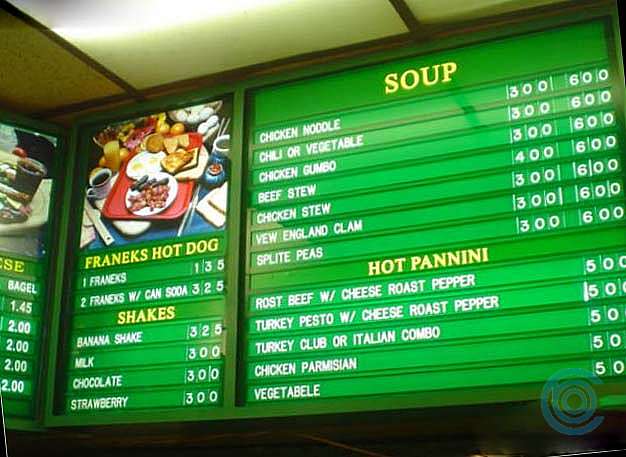 ESE
BAGEL
1.45
2.00
2.00
2.00
2.00
FRANEKS HOT DOG
1 FRANEKS 135
2 FRANEKS W/ CAN SODA 325
SHAKES
BANANA SHAKE 325
MILK 300
CHOCOLATE 300
STRAWBERRY 300
SOUP
CHICKEN NOODLE 300 600
CHILI OR VEGETABLE 300 600
CHICKEN GUMBO 300 600
BEEF STEW 400 600
CHICKEN STEW 300 600
VEW ENGLAND CLAM 300 600
SPLITE PEAS 300 600
HOT PANNINI
ROST BEEF W/ CHEESE ROAST PEPPER 500
TURKEY PESTO W/ CHEESE ROAST PEPPER 500
TURKEY CLUB OR ITALIAN COMBO 500
CHICKEN PARMISIAN 500
VEGETABELE 500